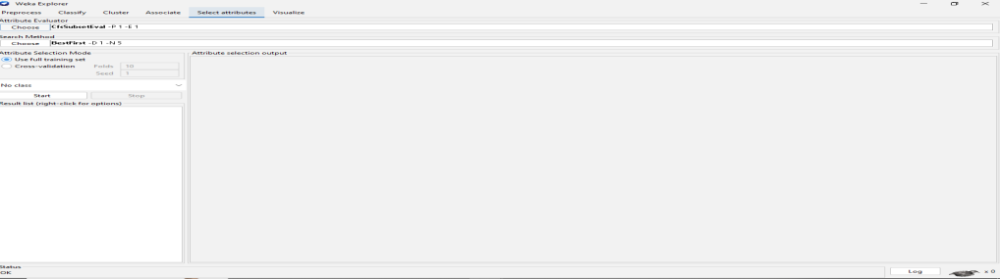 Weka Explorer
Preprocess Classify Cluster Associate Select attributes Visualize
Attribute Evaluator
Choose CfsSubsetEval -P 1 -E 1
Search Method
Choose BestFirst -D 1 -N 5
Attribute Selection Mode
Use full training set
Cross-validation Folds 10
Seed 1
No class
Start Stop
Result list (right-click for options)
Attribute selection output
Status
OK
Log x 0